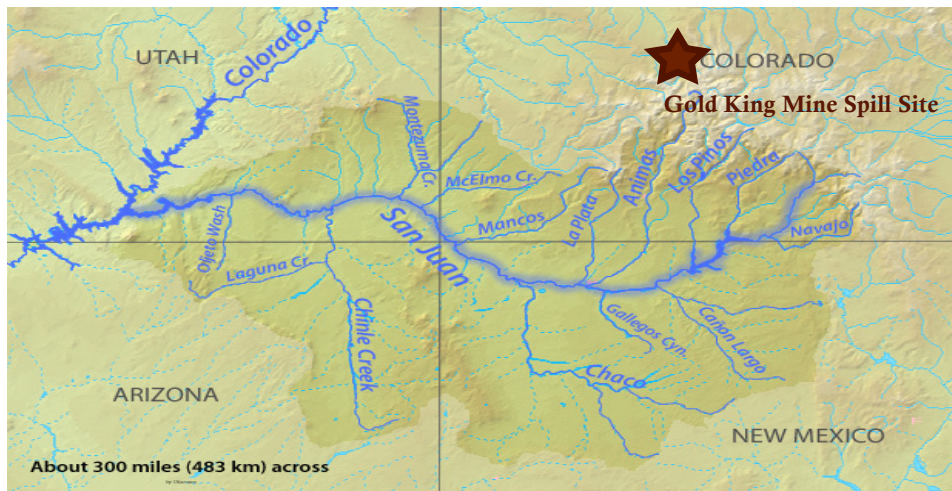 UTAH
Colorado
COLORADO
Gold King Mine Spill Site
Montezuma Cr.
McElmo Cr.
Mancos
La Plata
Animas
Los Pinos
Piedra
Navajo
San Juan
Oljeto Wash
Laguna Cr.
Chinle Creek
Gallegos Cyn.
Cañon Largo
Chaco
ARIZONA
NEW MEXICO
About 300 miles (483 km) across